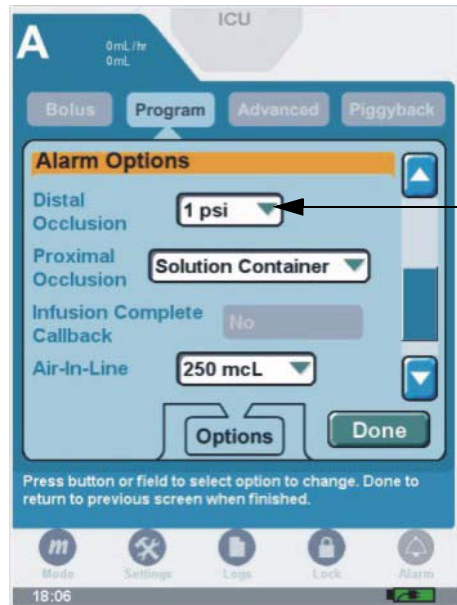 ICU
A
0mL/hr
0mL
Bolus Program Advanced Piggyback
Alarm Options
Distal
Occlusion
1 psi
Proximal
Occlusion
Solution Container
Infusion Complete
Callback
No
Air-In-Line
250 mcL
Options
Done
Press button or field to select option to change. Done to
return to previous screen when finished.
m
Mode Settings Logs Lock Alarm
18:06